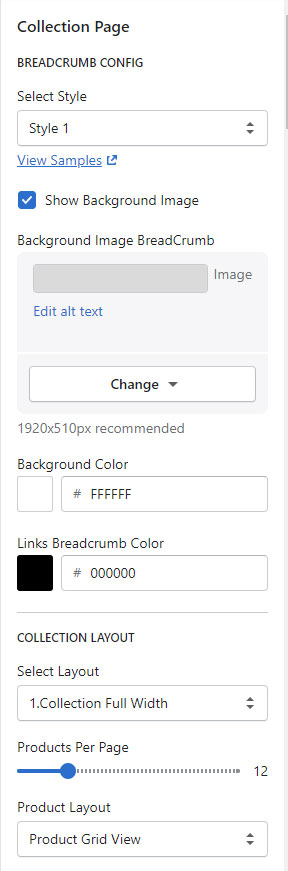 Collection Page
BREADCRUMB CONFIG
Select Style
Style 1
View Samples
Show Background Image
Background Image BreadCrumb
Image
Edit alt text
Change
1920x510px recommended
Background Color
# FFFFFF
Links Breadcrumb Color
# 000000
COLLECTION LAYOUT
Select Layout
1.Collection Full Width
Products Per Page
12
Product Layout
Product Grid View